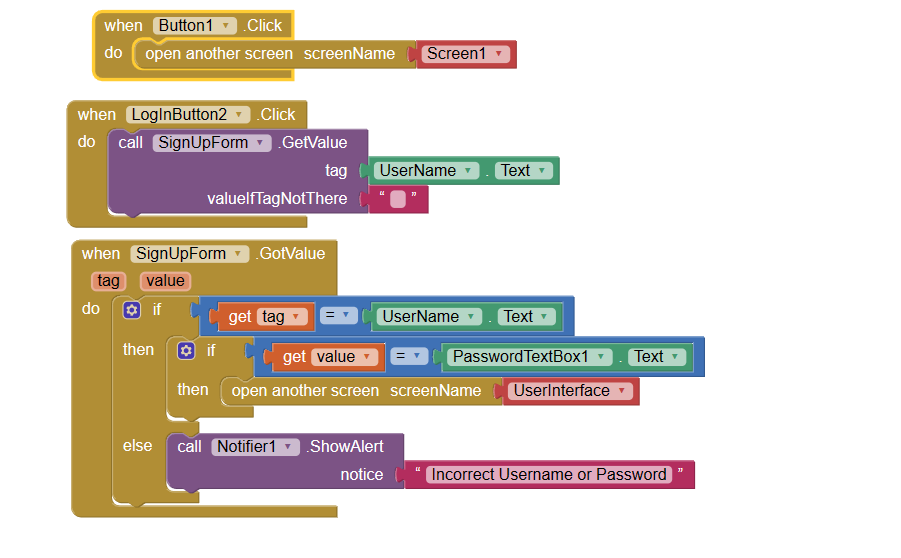 when Button1 .Click
do open another screen screenName Screen1
when LogInButton2 .Click
do call SignUpForm .GetValue
tag UserName . Text
valueIfTagNotThere “ ”
when SignUpForm .GotValue
tag value
do if get tag = UserName . Text
then if get value = PasswordTextBox1 . Text
then open another screen screenName UserInterface
else call Notifier1 .ShowAlert
notice “ Incorrect Username or Password ”